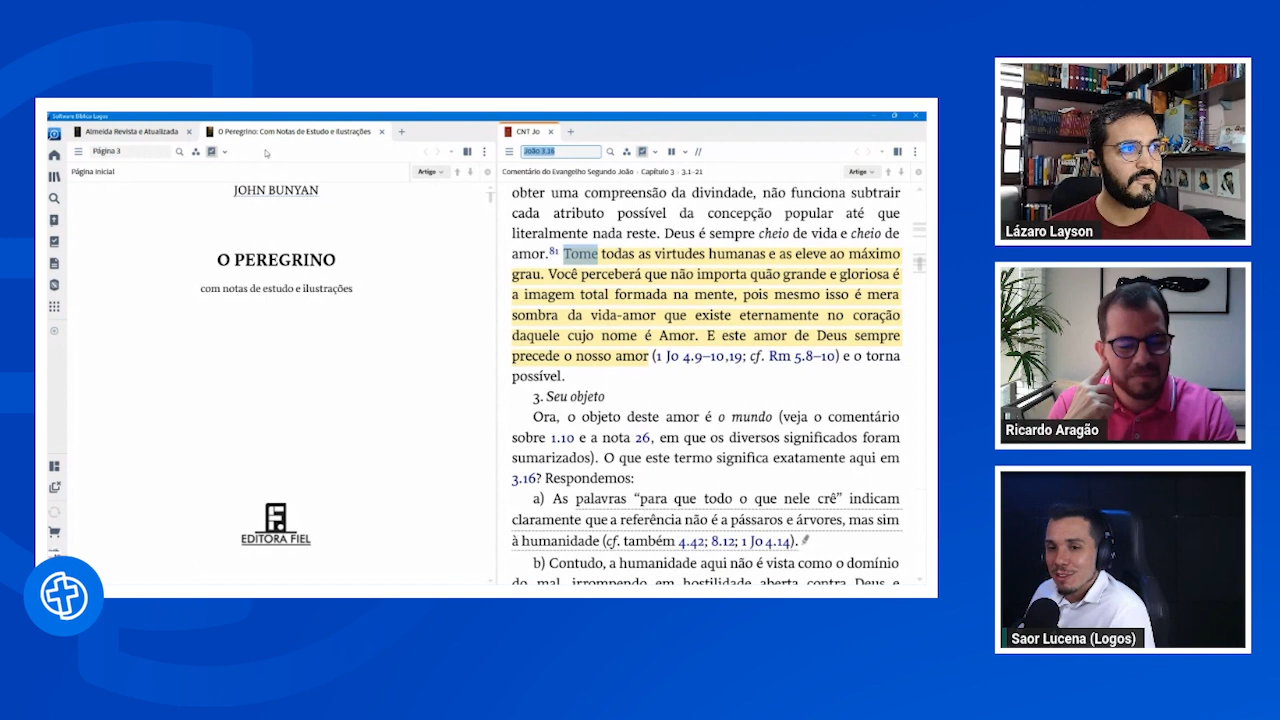 Software Bíblico Logos
Almeida Revista e Atualizada
O Peregrino: Com Notas de Estudo e Ilustrações
Página 3
Página Inicial
Artigo
JOHN BUNYAN
O PEREGRINO
com notas de estudo e ilustrações
EDITORA FIEL
CNT Jo
João 3.16
Comentário do Evangelho Segundo João · Capítulo 3 · 3.1–21
Artigo
obter uma compreensão da divindade, não funciona subtrair
cada atributo possível da concepção popular até que
literalmente nada reste. Deus é sempre cheio de vida e cheio de
amor.81 Tome todas as virtudes humanas e as eleve ao máximo
grau. Você perceberá que não importa quão grande e gloriosa é
a imagem total formada na mente, pois mesmo isso é mera
sombra da vida-amor que existe eternamente no coração
daquele cujo nome é Amor. E este amor de Deus sempre
precede o nosso amor (1 Jo 4.9–10,19; cf. Rm 5.8–10) e o torna
possível.
3. Seu objeto
Ora, o objeto deste amor é o mundo (veja o comentário
sobre 1.10 e a nota 26, em que os diversos significados foram
sumarizados). O que este termo significa exatamente aqui em
3.16? Respondemos:
a) As palavras “para que todo o que nele crê” indicam
claramente que a referência não é a pássaros e árvores, mas sim
à humanidade (cf. também 4.42; 8.12; 1 Jo 4.14).
b) Contudo, a humanidade aqui não é vista como o domínio
do mal, irrompendo em hostilidade aberta contra Deus e
Lázaro Layson
Ricardo Aragão
Saor Lucena (Logos)